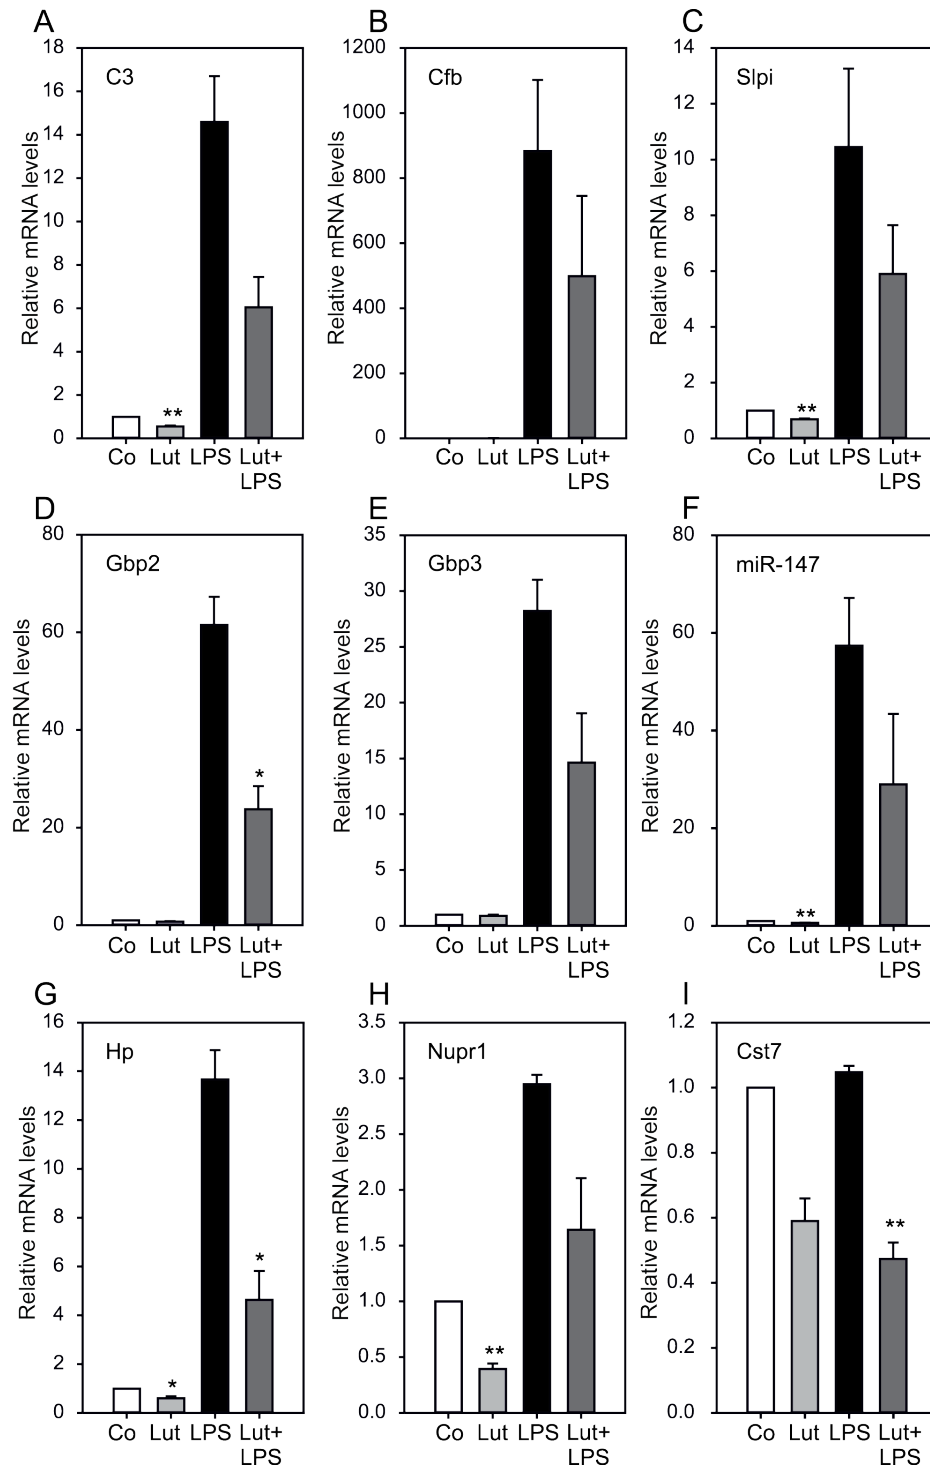 A
B
C
18
16
14
12
10
8
6
4
2
0
Relative mRNA levels
C3
**
Co Lut LPS Lut+
LPS
1200
1000
800
600
400
200
0
Relative mRNA levels
Cfb
Co Lut LPS Lut+
LPS
14
12
10
8
6
4
2
0
Relative mRNA levels
Slpi
**
Co Lut LPS Lut+
LPS
D
E
F
80
60
40
20
0
Relative mRNA levels
Gbp2
*
Co Lut LPS Lut+
LPS
35
30
25
20
15
10
5
0
Relative mRNA levels
Gbp3
Co Lut LPS Lut+
LPS
80
60
40
20
0
Relative mRNA levels
miR-147
**
Co Lut LPS Lut+
LPS
G
H
I
16
14
12
10
8
6
4
2
0
Relative mRNA levels
Hp
*
*
Co Lut LPS Lut+
LPS
3.5
3.0
2.5
2.0
1.5
1.0
0.5
0.0
Relative mRNA levels
Nupr1
**
Co Lut LPS Lut+
LPS
1.2
1.0
0.8
0.6
0.4
0.2
0.0
Relative mRNA levels
Cst7
**
Co Lut LPS Lut+
LPS